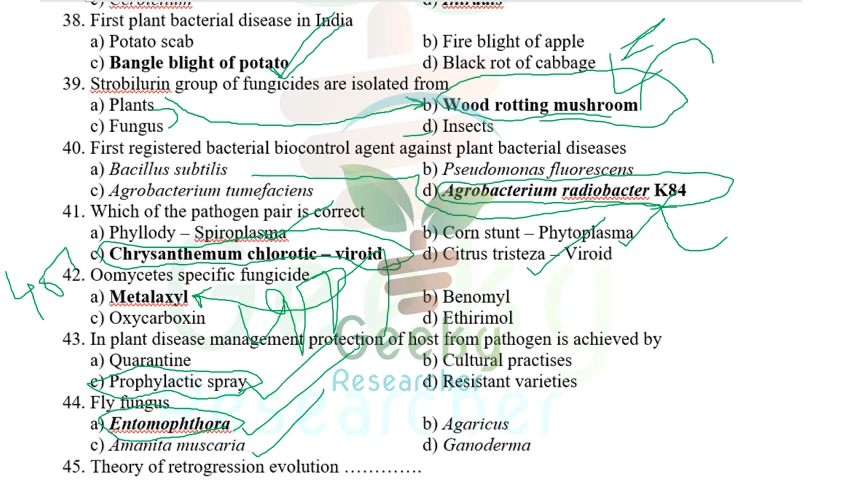 c) Cerotenum d) Intrudts
38. First plant bacterial disease in India
a) Potato scab b) Fire blight of apple
c) Bangle blight of potato d) Black rot of cabbage
39. Strobilurin group of fungicides are isolated from
a) Plants b) Wood rotting mushroom
c) Fungus d) Insects
40. First registered bacterial biocontrol agent against plant bacterial diseases
a) Bacillus subtilis b) Pseudomonas fluorescens
c) Agrobacterium tumefaciens d) Agrobacterium radiobacter K84
41. Which of the pathogen pair is correct
a) Phyllody – Spiroplasma b) Corn stunt – Phytoplasma
c) Chrysanthemum chlorotic – viroid d) Citrus tristeza – Viroid
42. Oomycetes specific fungicide
a) Metalaxyl b) Benomyl
c) Oxycarboxin d) Ethirimol
43. In plant disease management protection of host from pathogen is achieved by
a) Quarantine b) Cultural practises
c) Prophylactic spray d) Resistant varieties
44. Fly fungus
a) Entomophthora b) Agaricus
c) Amanita muscaria d) Ganoderma
45. Theory of retrogression evolution ………….
Geeky
Researcher